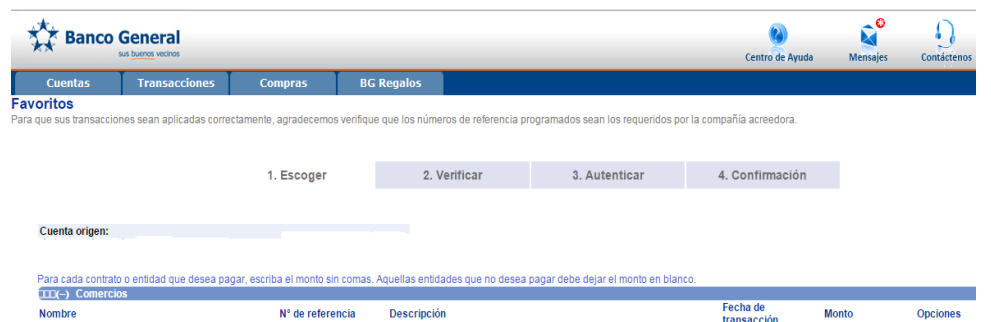 Banco General
sus buenos vecinos
Centro de Ayuda
Mensajes
Contáctenos
Cuentas
Transacciones
Compras
BG Regalos
Favoritos
Para que sus transacciones sean aplicadas correctamente, agradecemos verifique que los números de referencia programados sean los requeridos por la compañía acreedora.
1. Escoger
2. Verificar
3. Autenticar
4. Confirmación
Cuenta origen:
Para cada contrato o entidad que desea pagar, escriba el monto sin comas. Aquellas entidades que no desea pagar debe dejar el monto en blanco.
(-) Comercios
Nombre
N° de referencia
Descripción
Fecha de
transacción
Monto
Opciones